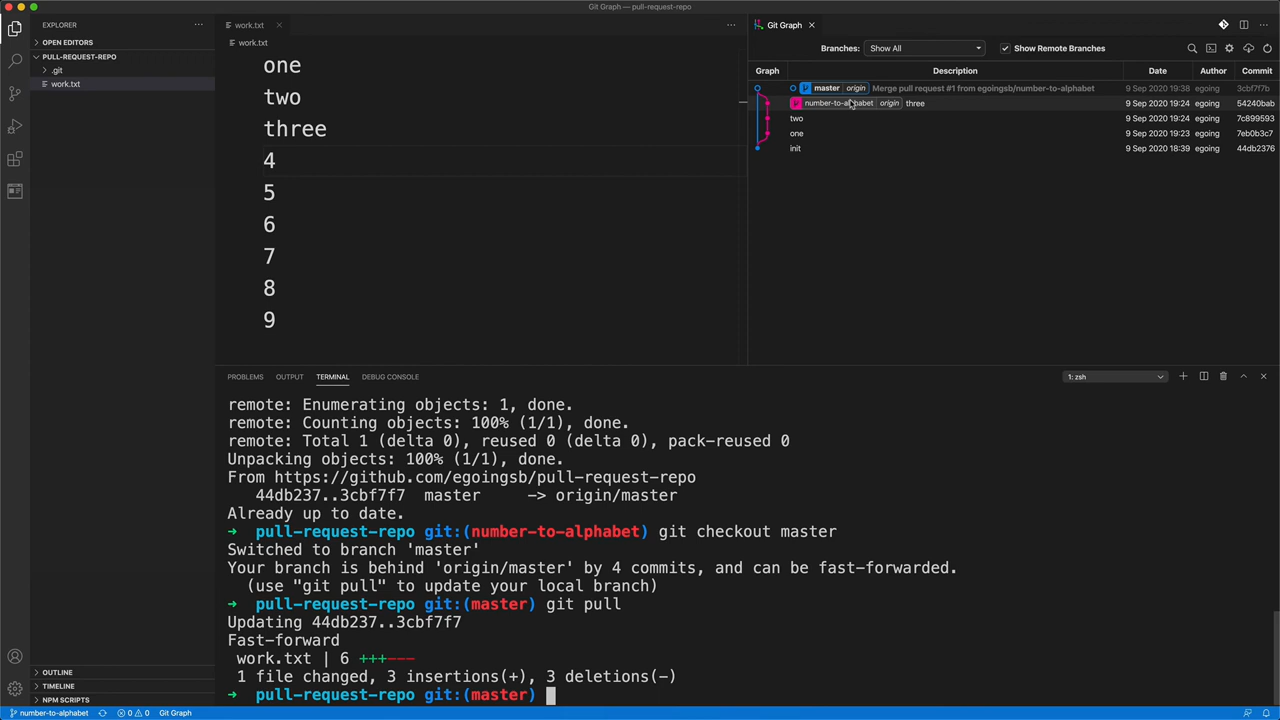 Git Graph — pull-request-repo
EXPLORER
OPEN EDITORS
PULL-REQUEST-REPO
.git
work.txt
OUTLINE
TIMELINE
NPM SCRIPTS
work.txt
work.txt
one
two
three
4
5
6
7
8
9
Git Graph
Branches: Show All Show Remote Branches
Graph Description Date Author Commit
master origin Merge pull request #1 from egoingsb/number-to-alphabet 9 Sep 2020 19:38 egoing 3cbf7f7b
number-to-alphabet origin three 9 Sep 2020 19:24 egoing 54240bab
two 9 Sep 2020 19:24 egoing 7c899593
one 9 Sep 2020 19:23 egoing 7eb0b3c7
init 9 Sep 2020 18:39 egoing 44db2376
PROBLEMS OUTPUT TERMINAL DEBUG CONSOLE 1: zsh
remote: Enumerating objects: 1, done.
remote: Counting objects: 100% (1/1), done.
remote: Total 1 (delta 0), reused 0 (delta 0), pack-reused 0
Unpacking objects: 100% (1/1), done.
From https://github.com/egoingsb/pull-request-repo
44db237..3cbf7f7 master -> origin/master
Already up to date.
➜ pull-request-repo git:(number-to-alphabet) git checkout master
Switched to branch 'master'
Your branch is behind 'origin/master' by 4 commits, and can be fast-forwarded.
(use "git pull" to update your local branch)
➜ pull-request-repo git:(master) git pull
Updating 44db237..3cbf7f7
Fast-forward
work.txt | 6 +++---
1 file changed, 3 insertions(+), 3 deletions(-)
➜ pull-request-repo git:(master)
number-to-alphabet 0 0 Git Graph